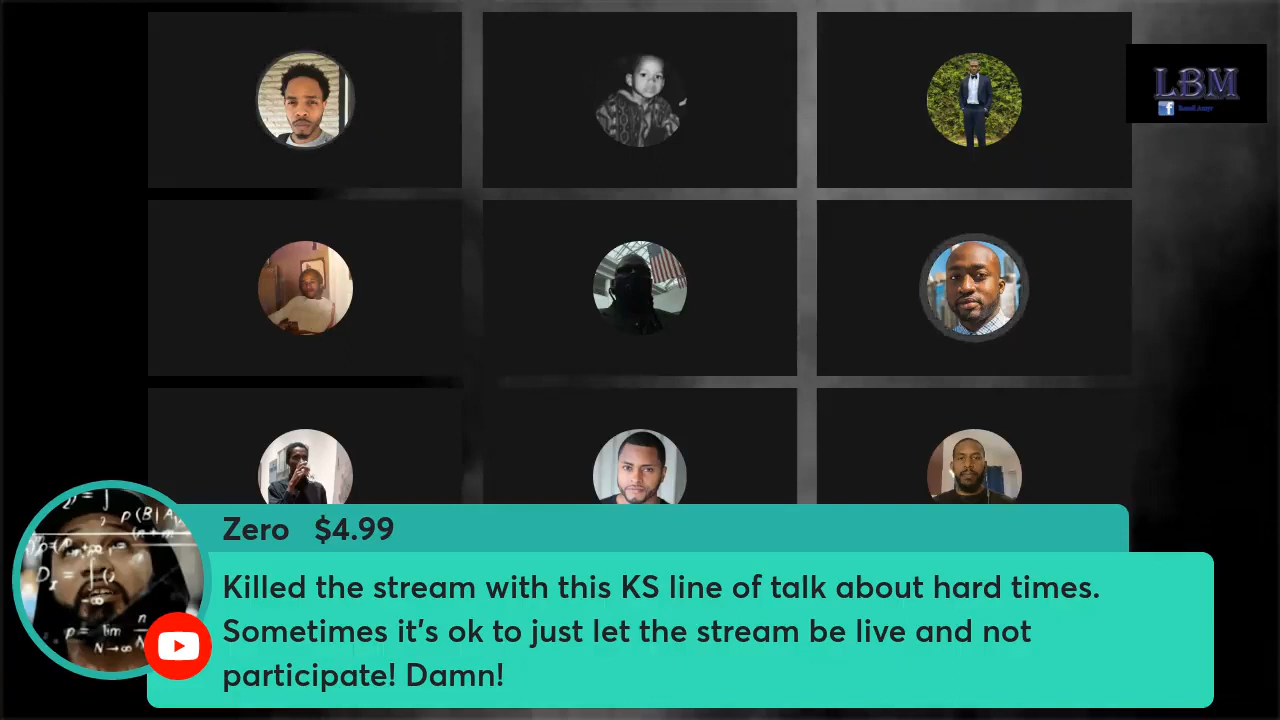 LBM
Zero $4.99
Killed the stream with this KS line of talk about hard times.
Sometimes it's ok to just let the stream be live and not
participate! Damn!